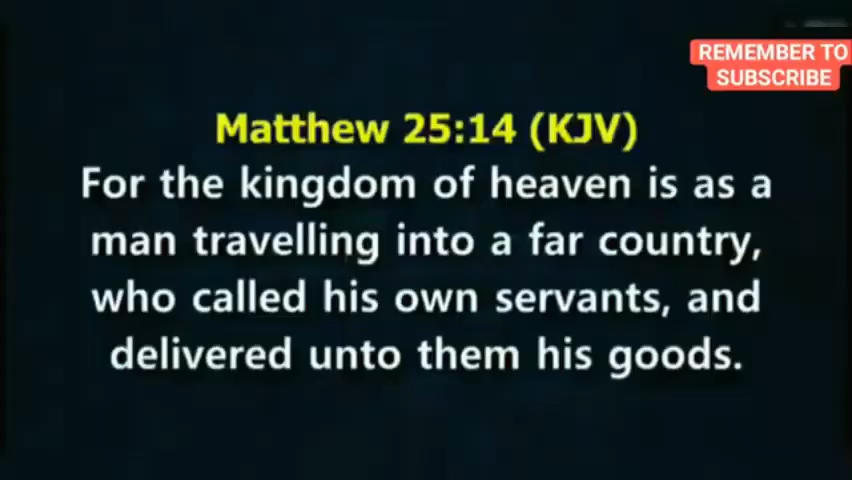 REMEMBER TO
SUBSCRIBE
Matthew 25:14 (KJV)
For the kingdom of heaven is as a
man travelling into a far country,
who called his own servants, and
delivered unto them his goods.